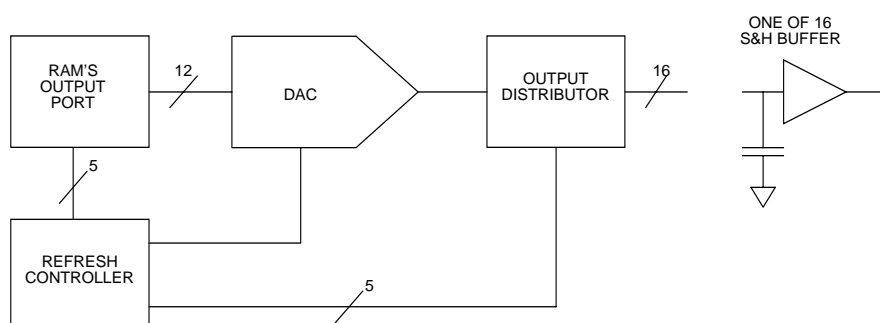 ONE OF 16
S&H BUFFER
RAM'S
OUTPUT
PORT
12
DAC
OUTPUT
DISTRIBUTOR
16
5
REFRESH
CONTROLLER
5